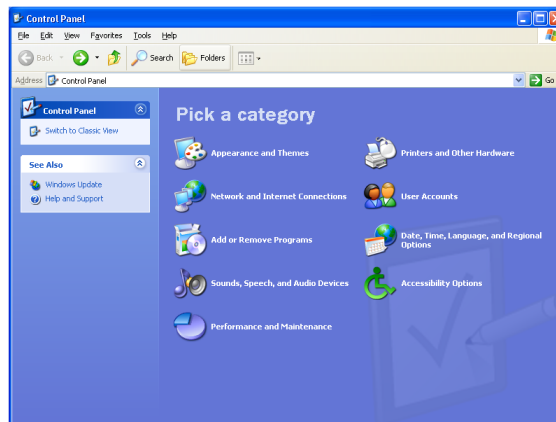 Control Panel
File Edit View Favorites Tools Help
Back Search Folders
Address Control Panel Go
Control Panel
Switch to Classic View
See Also
Windows Update
Help and Support
Pick a category
Appearance and Themes
Printers and Other Hardware
Network and Internet Connections
User Accounts
Add or Remove Programs
Date, Time, Language, and Regional
Options
Sounds, Speech, and Audio Devices
Accessibility Options
Performance and Maintenance